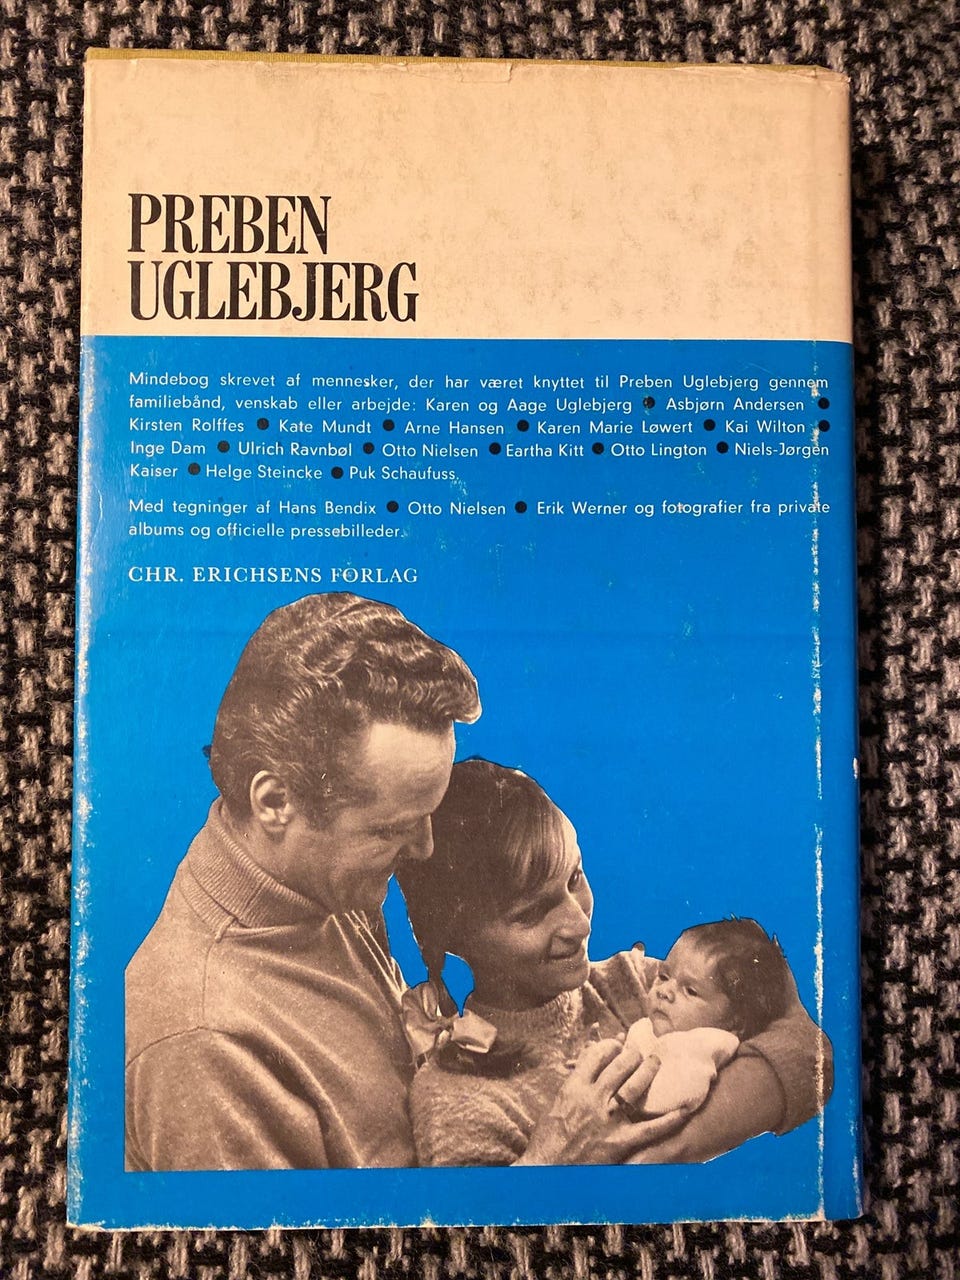 PREBEN
UGLEBJERG
Mindebog skrevet af mennesker, der har været knyttet til Preben Uglebjerg gennem
familiebånd, venskab eller arbejde: Karen og Aage Uglebjerg ● Asbjørn Andersen ●
Kirsten Rolffes ● Kate Mundt ● Arne Hansen ● Karen Marie Løwert ● Kai Wilton ●
Inge Dam ● Ulrich Ravnbøl ● Otto Nielsen ● Eartha Kitt ● Otto Lington ● Niels-Jørgen
Kaiser ● Helge Steincke ● Puk Schaufuss.
Med tegninger af Hans Bendix ● Otto Nielsen ● Erik Werner og fotografier fra private
albums og officielle pressebilleder.
CHR. ERICHSENS FORLAG